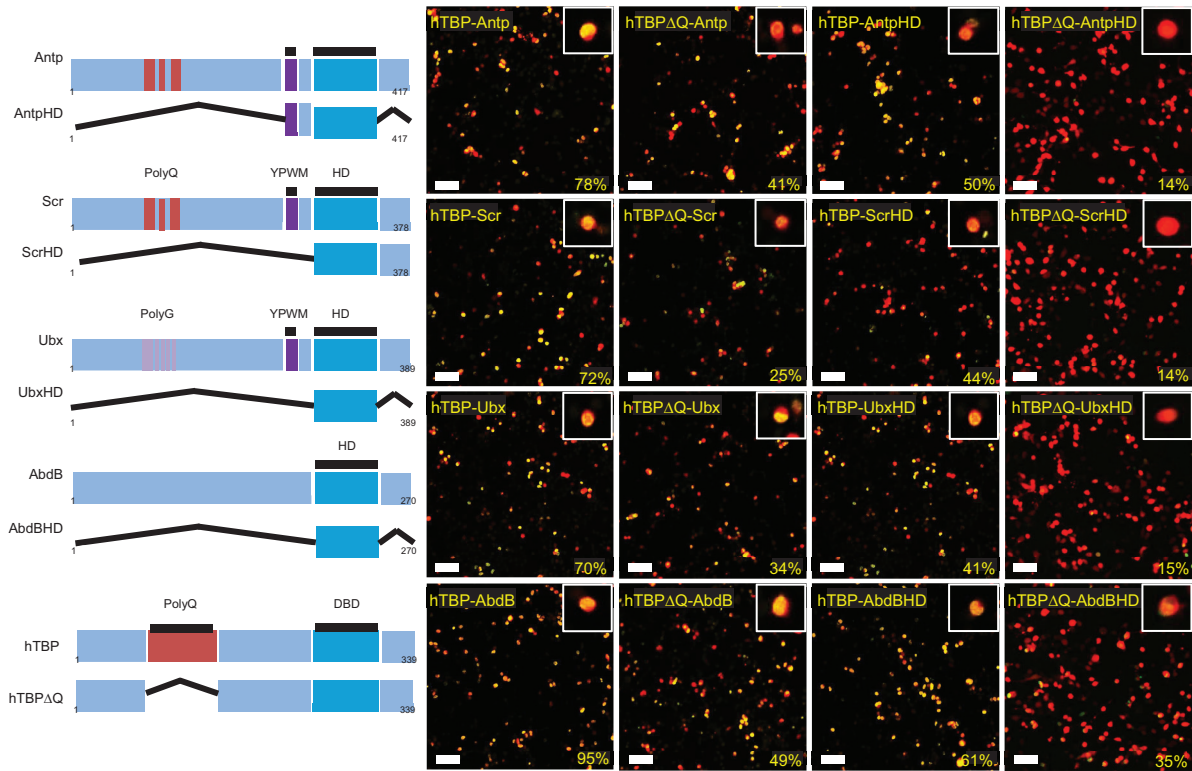 Antp
1
417
AntpHD
1
417
PolyQ
YPWM
HD
Scr
1
378
ScrHD
1
378
PolyG
YPWM
HD
Ubx
1
389
UbxHD
1
389
HD
AbdB
1
270
AbdBHD
1
270
PolyQ
DBD
hTBP
1
339
hTBPΔQ
1
339
hTBP-Antp
78%
hTBPΔQ-Antp
41%
hTBP-AntpHD
50%
hTBPΔQ-AntpHD
14%
hTBP-Scr
72%
hTBPΔQ-Scr
25%
hTBP-ScrHD
44%
hTBPΔQ-ScrHD
14%
hTBP-Ubx
70%
hTBPΔQ-Ubx
34%
hTBP-UbxHD
41%
hTBPΔQ-UbxHD
15%
hTBP-AbdB
95%
hTBPΔQ-AbdB
49%
hTBP-AbdBHD
61%
hTBPΔQ-AbdBHD
35%